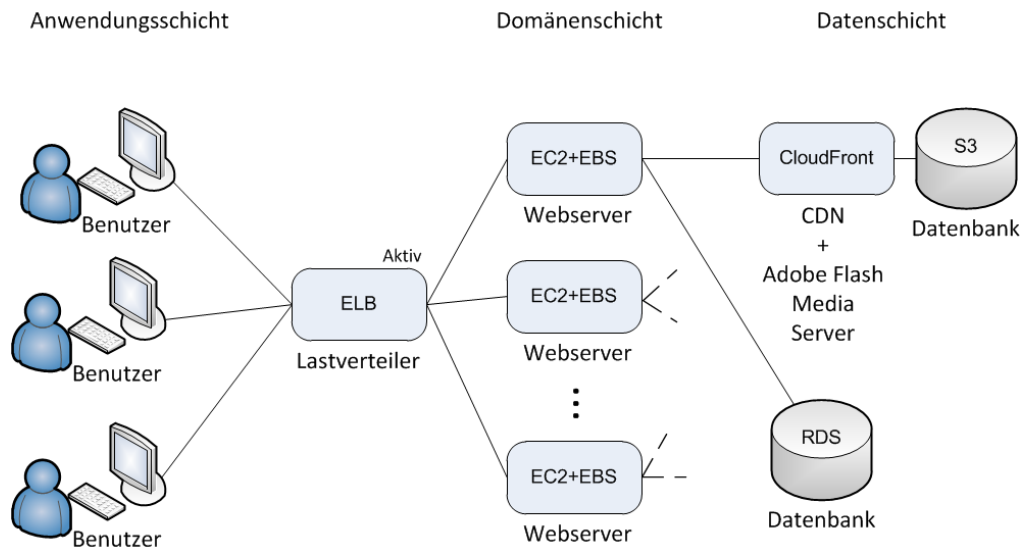 Anwendungsschicht
Domänenschicht
Datenschicht
Benutzer
Benutzer
Benutzer
Aktiv
ELB
Lastverteiler
EC2+EBS
Webserver
EC2+EBS
Webserver
EC2+EBS
Webserver
CloudFront
CDN
+
Adobe Flash
Media
Server
S3
Datenbank
RDS
Datenbank